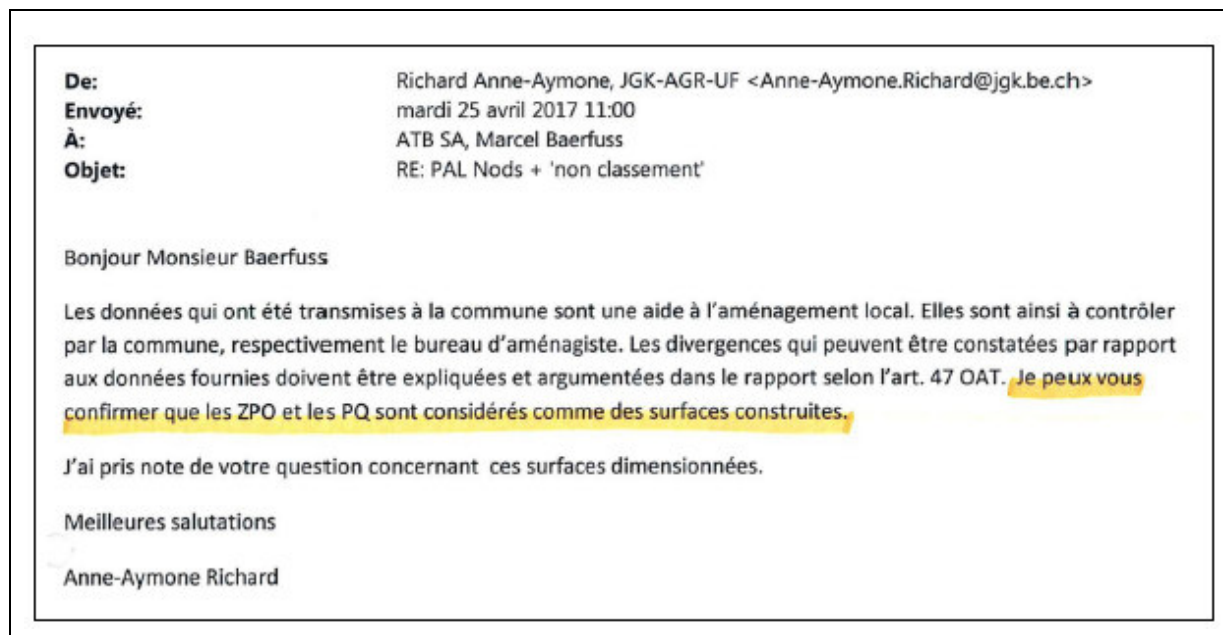 De: Richard Anne-Aymone, JGK-AGR-UF <Anne-Aymone.Richard@jgk.be.ch>
Envoyé: mardi 25 avril 2017 11:00
À: ATB SA, Marcel Baerfuss
Objet: RE: PAL Nods + 'non classement'
Bonjour Monsieur Baerfuss
Les données qui ont été transmises à la commune sont une aide à l'aménagement local. Elles sont ainsi à contrôler
par la commune, respectivement le bureau d'aménagiste. Les divergences qui peuvent être constatées par rapport
aux données fournies doivent être expliquées et argumentées dans le rapport selon l'art. 47 OAT. Je peux vous
confirmer que les ZPO et les PQ sont considérés comme des surfaces construites.
J'ai pris note de votre question concernant ces surfaces dimensionnées.
Meilleures salutations
Anne-Aymone Richard